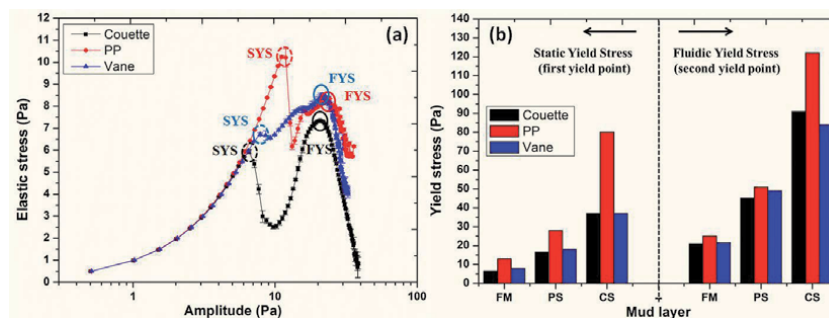 (a)
Couette
PP
Vane
SYS
SYS
SYS
FYS
FYS
FYS
12
11
10
9
8
7
6
5
4
3
2
1
0
Elastic stress (Pa)
1
10
100
Amplitude (Pa)
(b)
Static Yield Stress
(first yield point)
Fluidic Yield Stress
(second yield point)
Couette
PP
Vane
140
130
120
110
100
90
80
70
60
50
40
30
20
10
0
Yield stress (Pa)
FM
PS
CS
FM
PS
CS
Mud layer